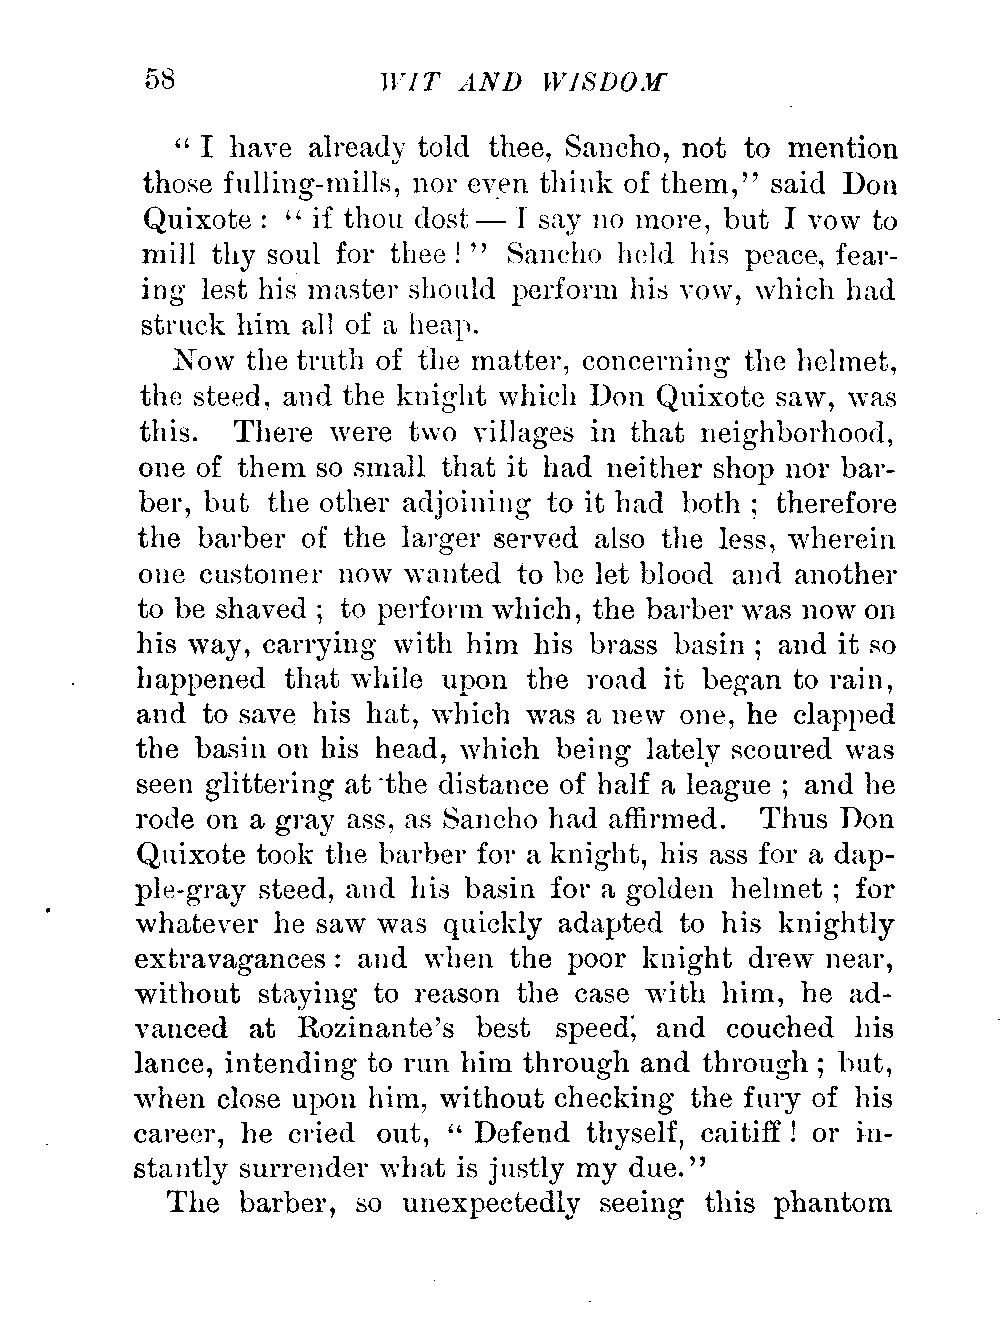 58 WIT AND WISDOM
“ I have already told thee, Sancho, not to mention
those fulling-mills, nor even think of them,” said Don
Quixote : “ if thou dost — I say no more, but I vow to
mill thy soul for thee ! ” Sancho held his peace, fear-
ing lest his master should perform his vow, which had
struck him all of a heap.
Now the truth of the matter, concerning the helmet,
the steed, and the knight which Don Quixote saw, was
this. There were two villages in that neighborhood,
one of them so small that it had neither shop nor bar-
ber, but the other adjoining to it had both ; therefore
the barber of the larger served also the less, wherein
one customer now wanted to be let blood and another
to be shaved ; to perform which, the barber was now on
his way, carrying with him his brass basin ; and it so
happened that while upon the road it began to rain,
and to save his hat, which was a new one, he clapped
the basin on his head, which being lately scoured was
seen glittering at the distance of half a league ; and he
rode on a gray ass, as Sancho had affirmed. Thus Don
Quixote took the barber for a knight, his ass for a dap-
ple-gray steed, and his basin for a golden helmet ; for
whatever he saw was quickly adapted to his knightly
extravagances : and when the poor knight drew near,
without staying to reason the case with him, he ad-
vanced at Rozinante’s best speed, and couched his
lance, intending to run him through and through ; but,
when close upon him, without checking the fury of his
career, he cried out, “ Defend thyself, caitiff ! or in-
stantly surrender what is justly my due.”
The barber, so unexpectedly seeing this phantom